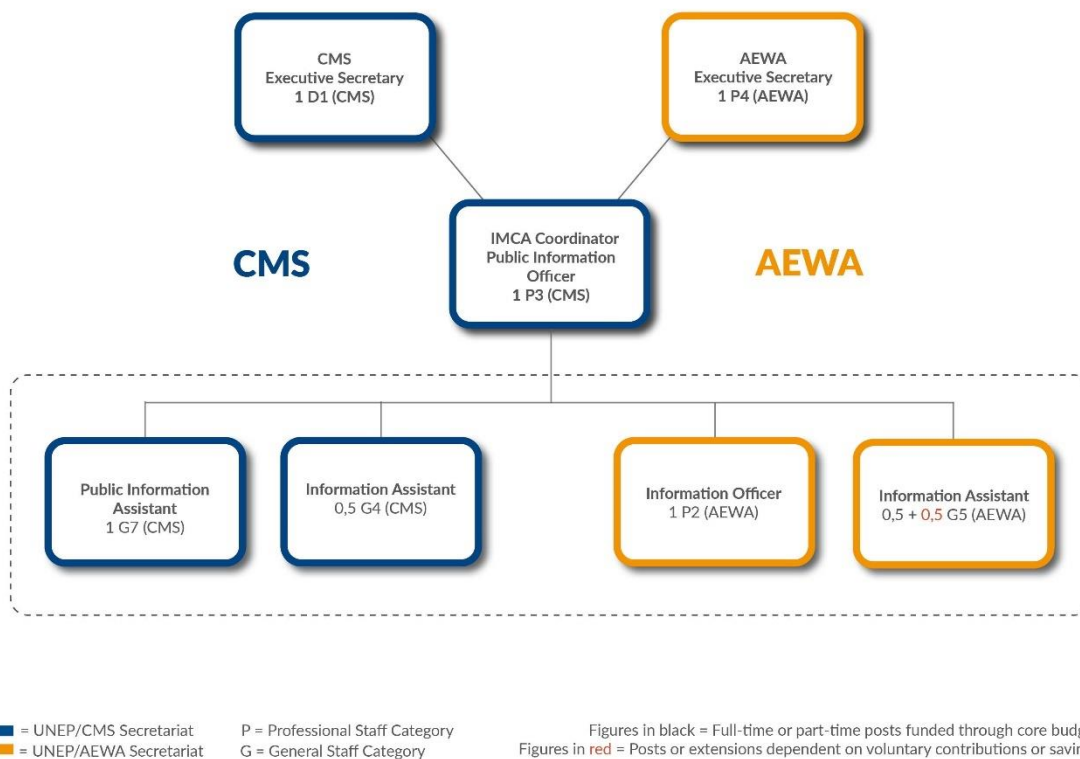 CMS
Executive Secretary
1 D1 (CMS)
AEWA
Executive Secretary
1 P4 (AEWA)
IMCA Coordinator
Public Information
Officer
1 P3 (CMS)
CMS
AEWA
Public Information
Assistant
1 G7 (CMS)
Information Assistant
0,5 G4 (CMS)
Information Officer
1 P2 (AEWA)
Information Assistant
0,5 + 0,5 G5 (AEWA)
= UNEP/CMS Secretariat
= UNEP/AEWA Secretariat
P = Professional Staff Category
G = General Staff Category
Figures in black = Full-time or part-time posts funded through core
Figures in red = Posts or extensions dependent on voluntary contributions or